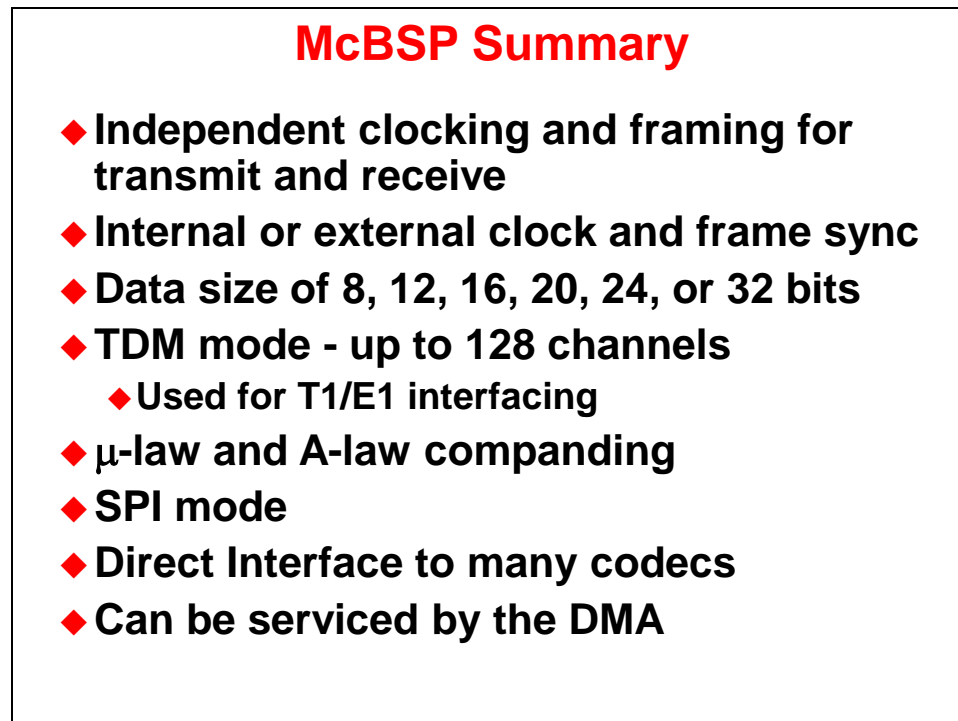 McBSP Summary
◆ Independent clocking and framing for
transmit and receive
◆ Internal or external clock and frame sync
◆ Data size of 8, 12, 16, 20, 24, or 32 bits
◆ TDM mode - up to 128 channels
◆ Used for T1/E1 interfacing
◆ μ-law and A-law companding
◆ SPI mode
◆ Direct Interface to many codecs
◆ Can be serviced by the DMA